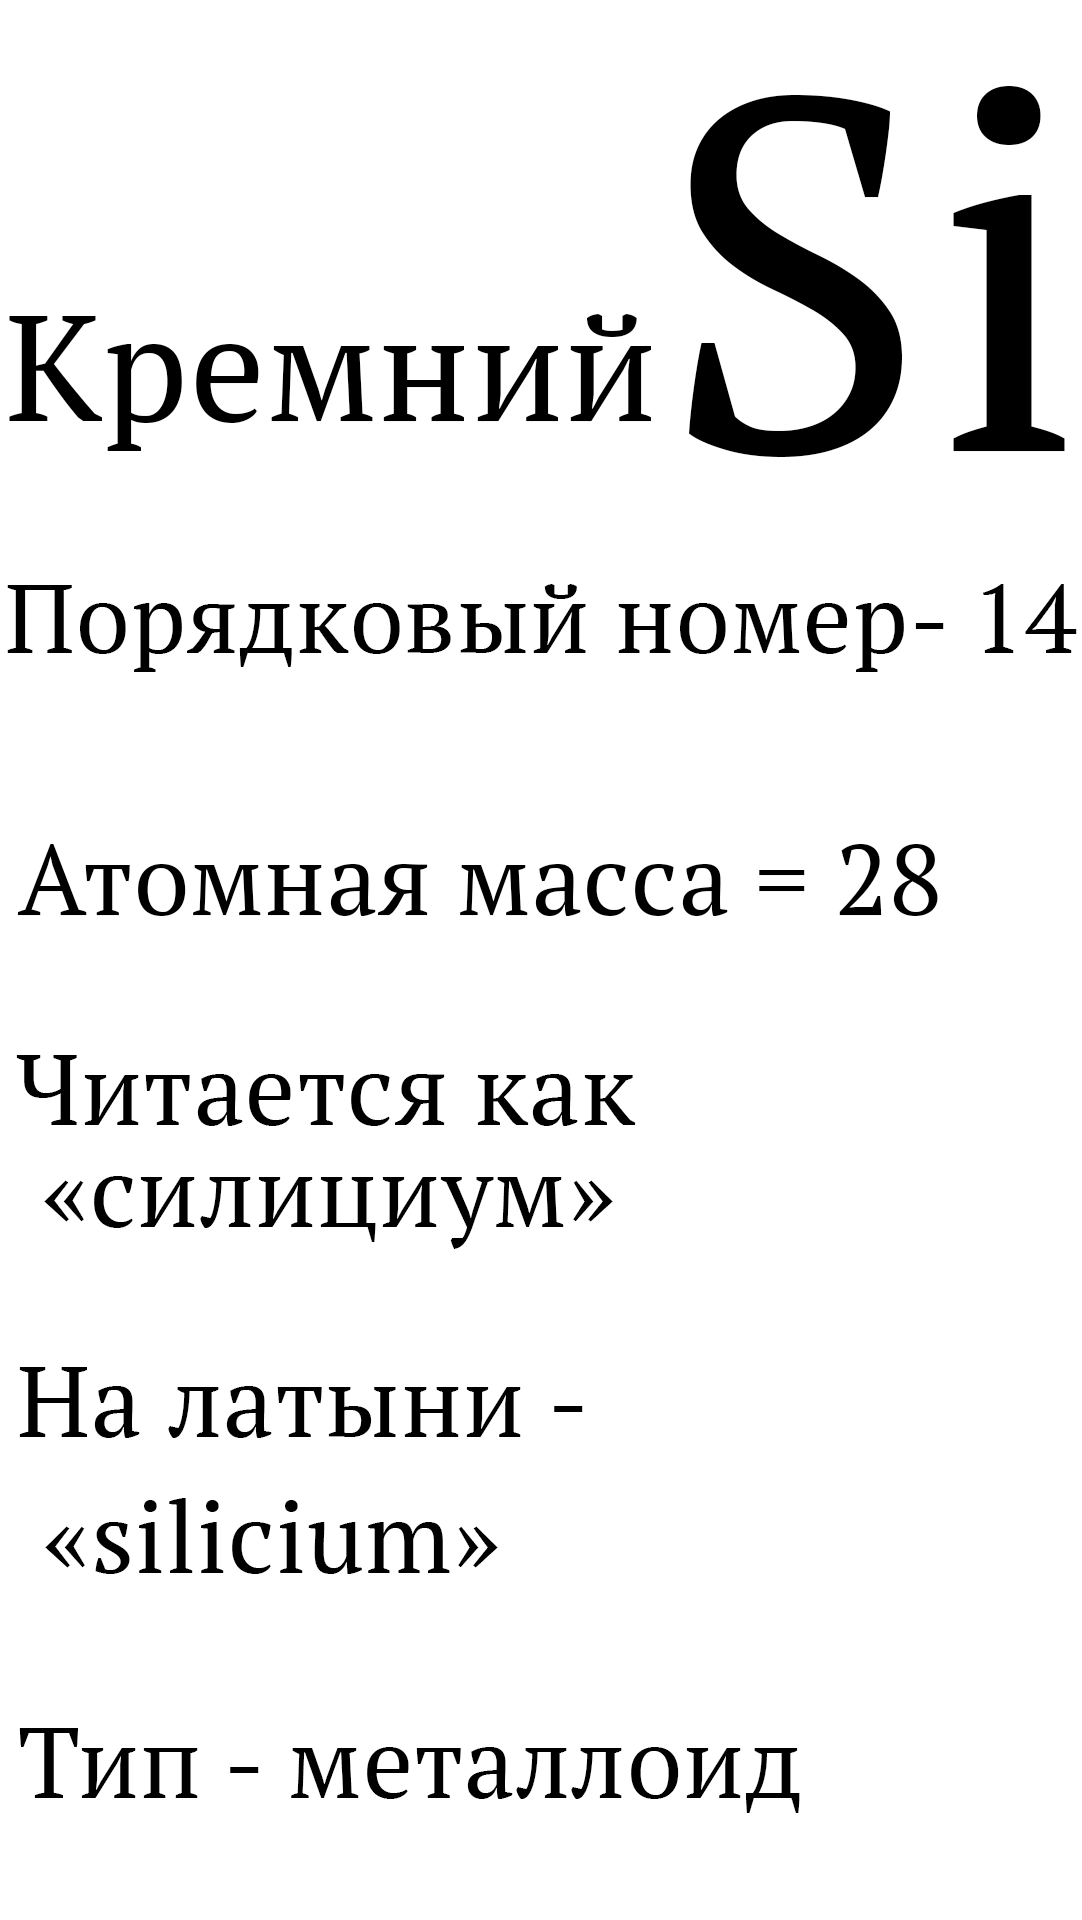 Кремний Si
Порядковый номер- 14
Атомная масса = 28
Читается как
«силициум»
На латыни -
«silicium»
Тип - металлоид